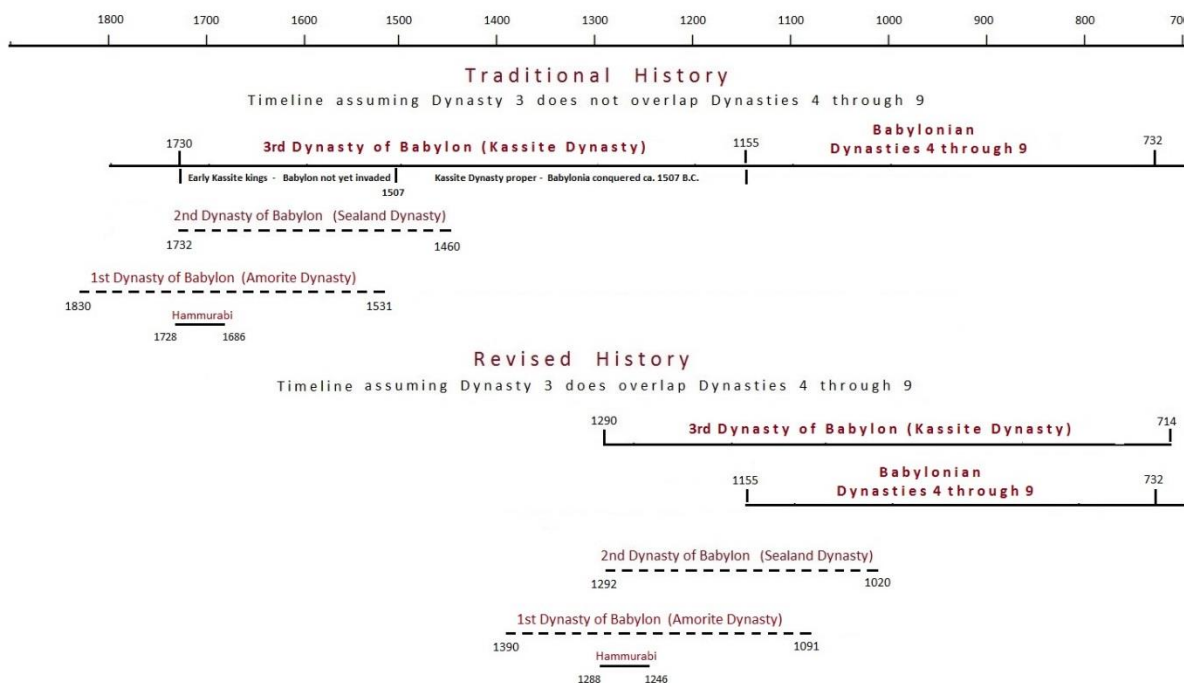 1800 1700 1600 1500 1400 1300 1200 1100 1000 900 800 700
Traditional History
Timeline assuming Dynasty 3 does not overlap Dynasties 4 through 9
1730 3rd Dynasty of Babylon (Kassite Dynasty) 1155 Babylonian 732
Dynasties 4 through 9
Early Kassite kings - Babylon not yet invaded Kassite Dynasty proper - Babylonia conquered ca. 1507 B.C.
1507
2nd Dynasty of Babylon (Sealand Dynasty)
1732 1460
1st Dynasty of Babylon (Amorite Dynasty)
1830 1531
Hammurabi
1728 1686
Revised History
Timeline assuming Dynasty 3 does overlap Dynasties 4 through 9
1290 3rd Dynasty of Babylon (Kassite Dynasty) 714
Babylonian
1155 Dynasties 4 through 9 732
2nd Dynasty of Babylon (Sealand Dynasty)
1292 1020
1st Dynasty of Babylon (Amorite Dynasty)
1390 1091
Hammurabi
1288 1246